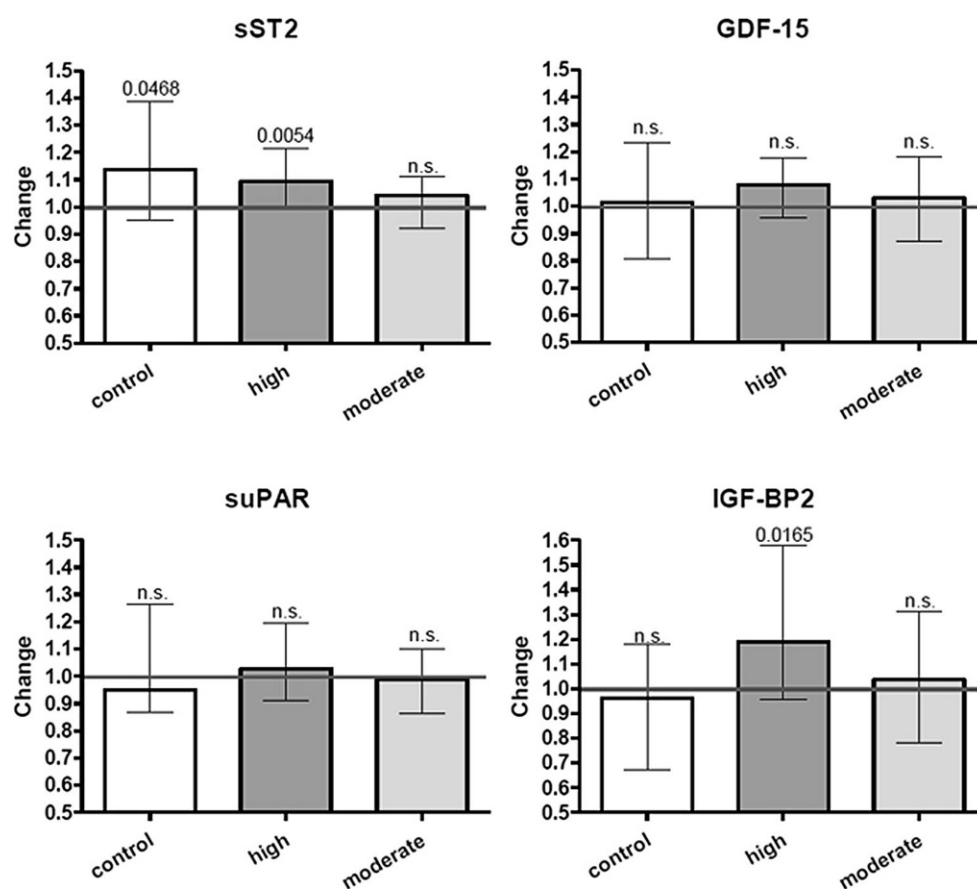 sST2
Change
1.5
1.4
1.3
1.2
1.1
1.0
0.9
0.8
0.7
0.6
0.5
0.0468
0.0054
n.s.
control
high
moderate
GDF-15
Change
1.5
1.4
1.3
1.2
1.1
1.0
0.9
0.8
0.7
0.6
0.5
n.s.
n.s.
n.s.
control
high
moderate
suPAR
Change
1.5
1.4
1.3
1.2
1.1
1.0
0.9
0.8
0.7
0.6
0.5
n.s.
n.s.
n.s.
control
high
moderate
IGF-BP2
Change
1.6
1.5
1.4
1.3
1.2
1.1
1.0
0.9
0.8
0.7
0.6
0.5
n.s.
0.0165
n.s.
control
high
moderate